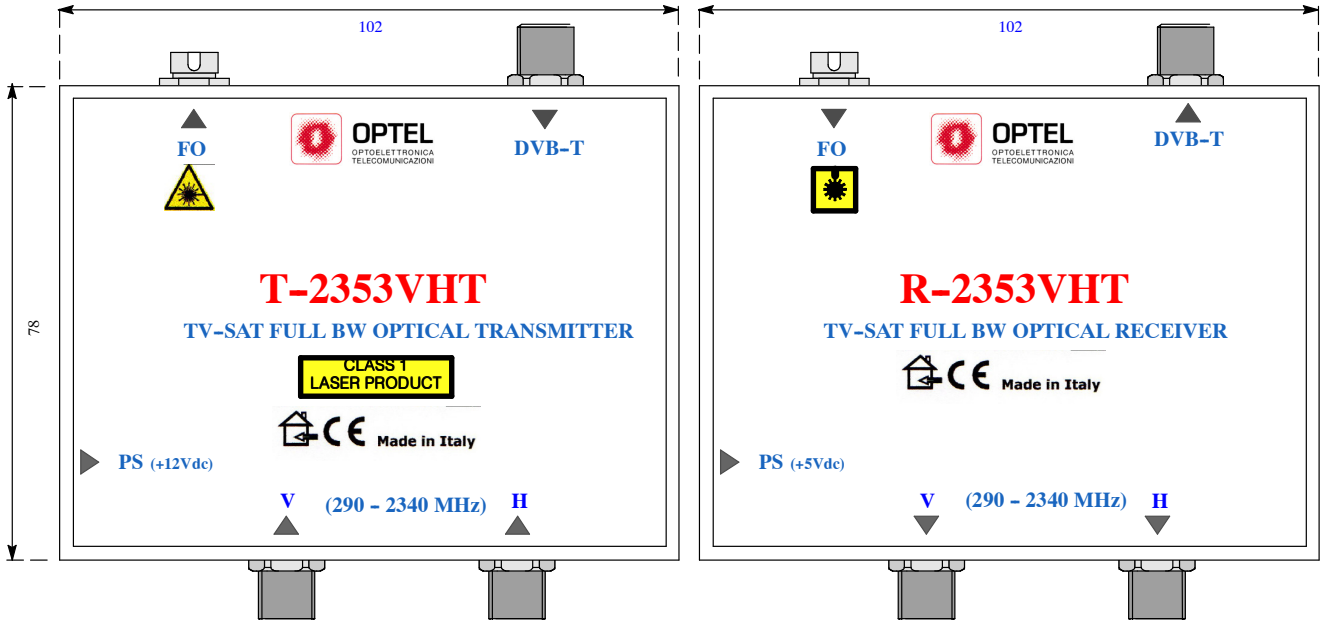 102
78
FO
OPTEL
OPTOELETTRONICA
TELECOMUNICAZIONI
DVB-T
T-2353VHT
TV-SAT FULL BW OPTICAL TRANSMITTER
CLASS 1
LASER PRODUCT
CE Made in Italy
PS (+12Vdc)
V (290 - 2340 MHz) H
102
FO
OPTEL
OPTOELETTRONICA
TELECOMUNICAZIONI
DVB-T
R-2353VHT
TV-SAT FULL BW OPTICAL RECEIVER
CE Made in Italy
PS (+5Vdc)
V (290 - 2340 MHz) H